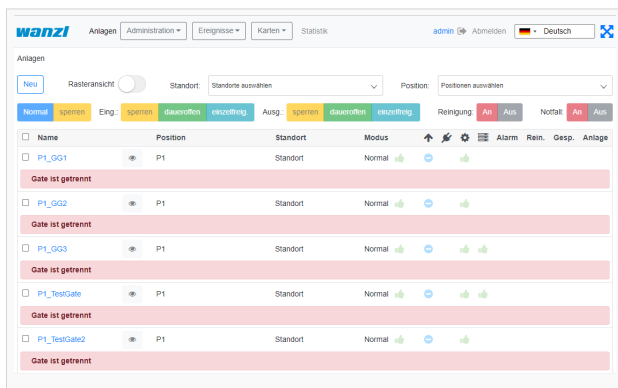 wanzl Anlagen Administration Ereignisse Karten Statistik admin Abmelden Deutsch
Anlagen
Neu Rasteransicht Standort: Standorte auswählen Position: Positionen auswählen
Normal sperren Eing.: sperren daueroffen einzelfreig. Ausg.: sperren daueroffen einzelfreig. Reinigung: An Aus Notfall: An Aus
Name Position Standort Modus Alarm Rein. Gesp. Anlage
P1_GG1 P1 Standort Normal
Gate ist getrennt
P1_GG2 P1 Standort Normal
Gate ist getrennt
P1_GG3 P1 Standort Normal
Gate ist getrennt
P1_TestGate P1 Standort Normal
Gate ist getrennt
P1_TestGate2 P1 Standort Normal
Gate ist getrennt